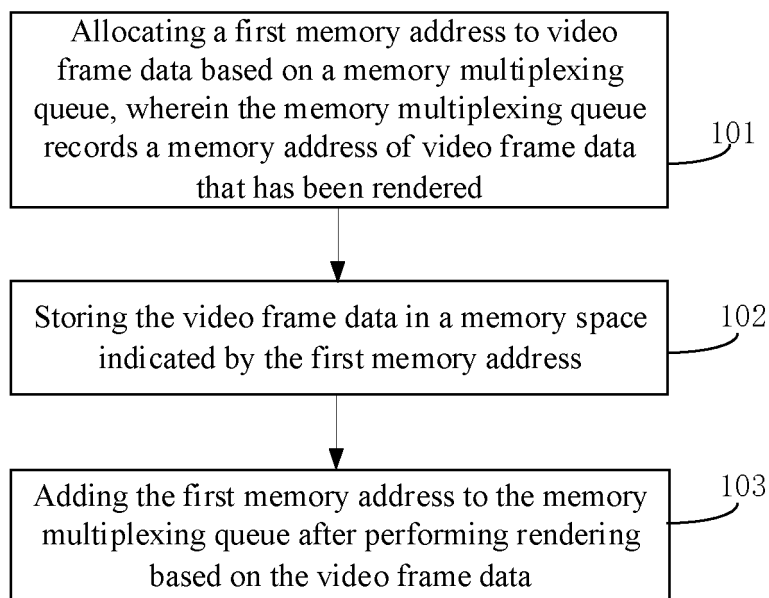 Allocating a first memory address to video
frame data based on a memory multiplexing
queue, wherein the memory multiplexing queue
records a memory address of video frame data
that has been rendered
101
Storing the video frame data in a memory space
indicated by the first memory address
102
Adding the first memory address to the memory
multiplexing queue after performing rendering
based on the video frame data
103